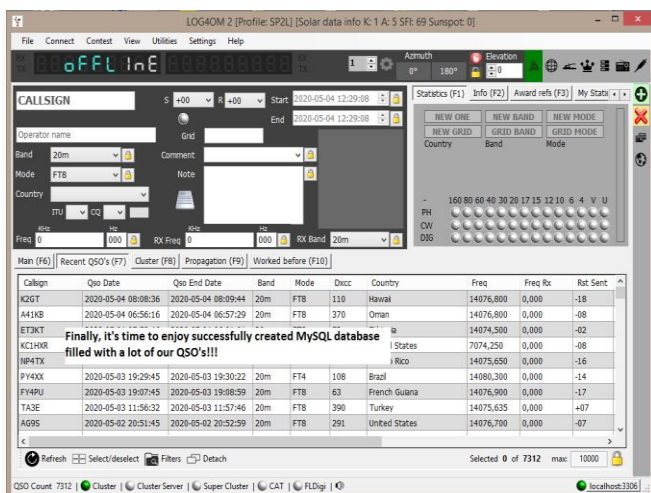 LOG4OM 2 [Profile: SP2L] [Solar data info K: 1 A: 5 SFI: 69 Sunspot: 0]
File Connect Contest View Utilities Settings Help
RX TX oFFL InE RX TX 1 Azimuth 0° 180° Elevation 0
CALLSIGN S +00 R +00 Start 2020-05-04 12:29:08
End 2020-05-04 12:29:08
Operator name Grid
Band 20m Comment
Mode FT8 Note
Country
ITU CQ
KHz Hz KHz Hz
Freq 0 000 RX Freq 0 000 RX Band 20m
Statistics (F1) Info (F2) Award refs (F3) My Statio
NEW ONE NEW BAND NEW MODE
NEW GRID GRID BAND GRID MODE
Country Band Mode
- 160 80 60 40 30 20 17 15 12 10 6 4 V U
PH
CW
DIG
Main (F6) Recent QSO's (F7) Cluster (F8) Propagation (F9) Worked before (F10)
Callsign Qso Date Qso End Date Band Mode Dxcc Country Freq Freq Rx Rst Sent
K2GT 2020-05-04 08:08:36 2020-05-04 08:09:44 20m FT8 110 Hawaii 14076,800 0,000 -18
A41KB 2020-05-04 06:56:16 2020-05-04 06:57:29 20m FT8 370 Oman 14076,800 0,000 -08
ET3KT 14074,500 0,000 -02
Finally, it's time to enjoy successfully created MySQL database
filled with a lot of our QSO's!!!
KC1HXR States 7074,250 0,000 -08
NP4TX Rico 14075,650 0,000 -16
PY4XX 2020-05-03 19:29:45 2020-05-03 19:30:22 20m FT4 108 Brazil 14080,300 0,000 -14
FY4PU 2020-05-03 19:07:45 2020-05-03 19:08:59 20m FT8 63 French Guiana 14076,900 0,000 -17
TA3E 2020-05-03 11:56:32 2020-05-03 11:57:46 20m FT8 390 Turkey 14075,635 0,000 +07
AG9S 2020-05-02 20:51:45 2020-05-02 20:52:59 20m FT8 291 United States 14076,700 0,000 -07
Refresh Select/deselect Filters Detach Selected 0 of 7312 max: 10000
QSO Count 7312 Cluster Cluster Server Super Cluster CAT FLDigi localhost:3306